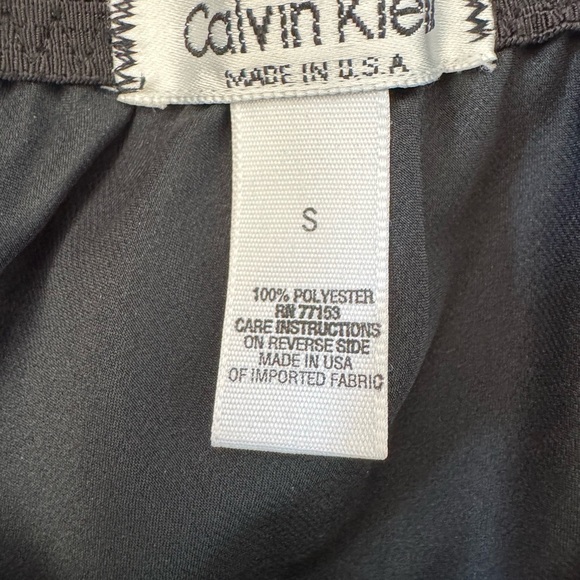 Calvin Klein
MADE IN U.S.A
S
100% POLYESTER
RN 77153
CARE INSTRUCTIONS
ON REVERSE SIDE
MADE IN USA
OF IMPORTED FABRIC